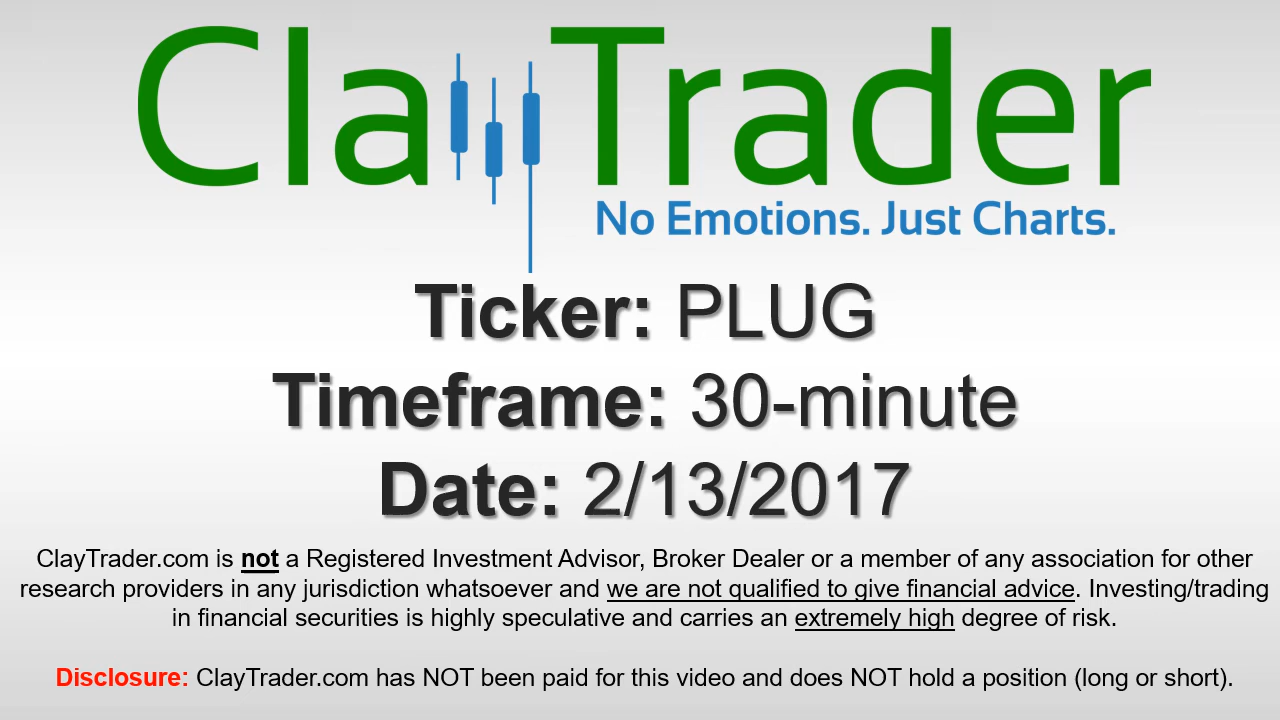 ClayTrader
No Emotions. Just Charts.
Ticker: PLUG
Timeframe: 30-minute
Date: 2/13/2017
ClayTrader.com is not a Registered Investment Advisor, Broker Dealer or a member of any association for other
research providers in any jurisdiction whatsoever and we are not qualified to give financial advice. Investing/trading
in financial securities is highly speculative and carries an extremely high degree of risk.
Disclosure: ClayTrader.com has NOT been paid for this video and does NOT hold a position (long or short).